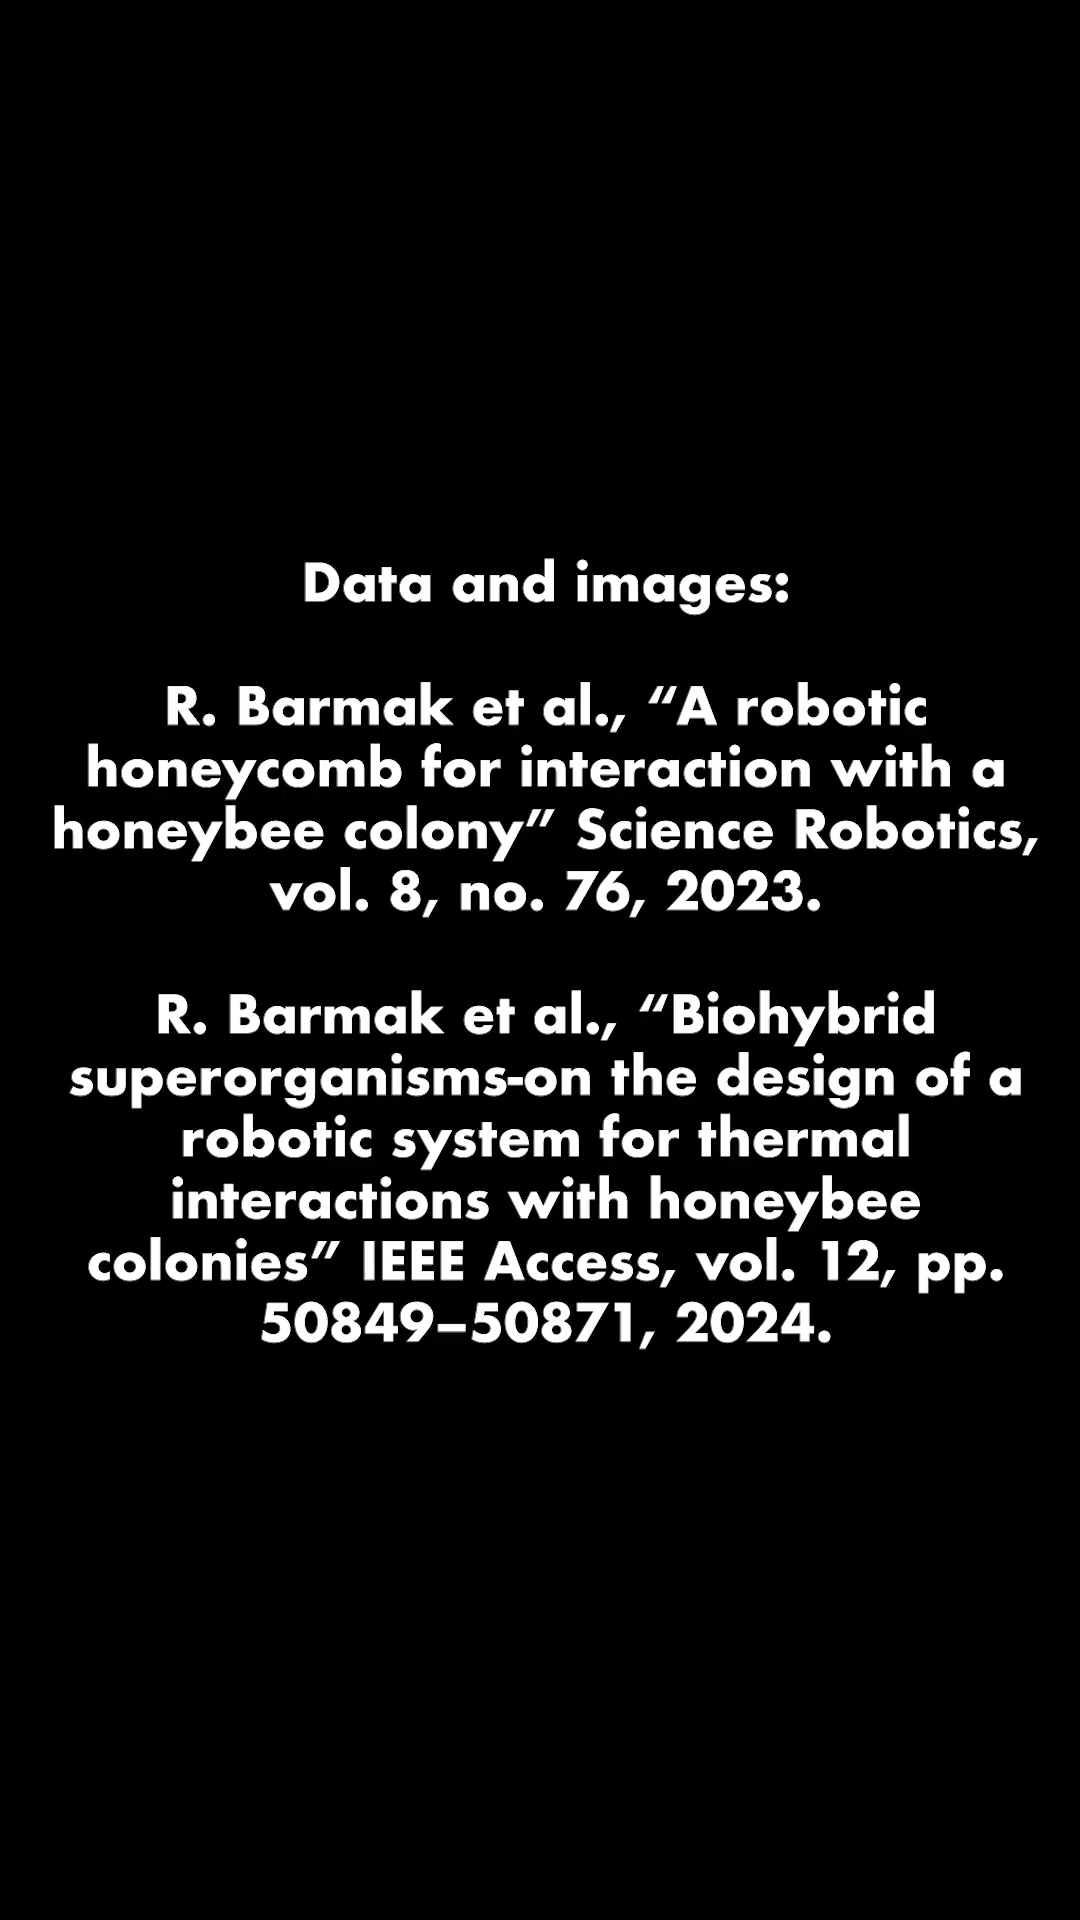 Data and images:
R. Barmak et al., “A robotic
honeycomb for interaction with a
honeybee colony” Science Robotics,
vol. 8, no. 76, 2023.
R. Barmak et al., “Biohybrid
superorganisms-on the design of a
robotic system for thermal
interactions with honeybee
colonies” IEEE Access, vol. 12, pp.
50849–50871, 2024.